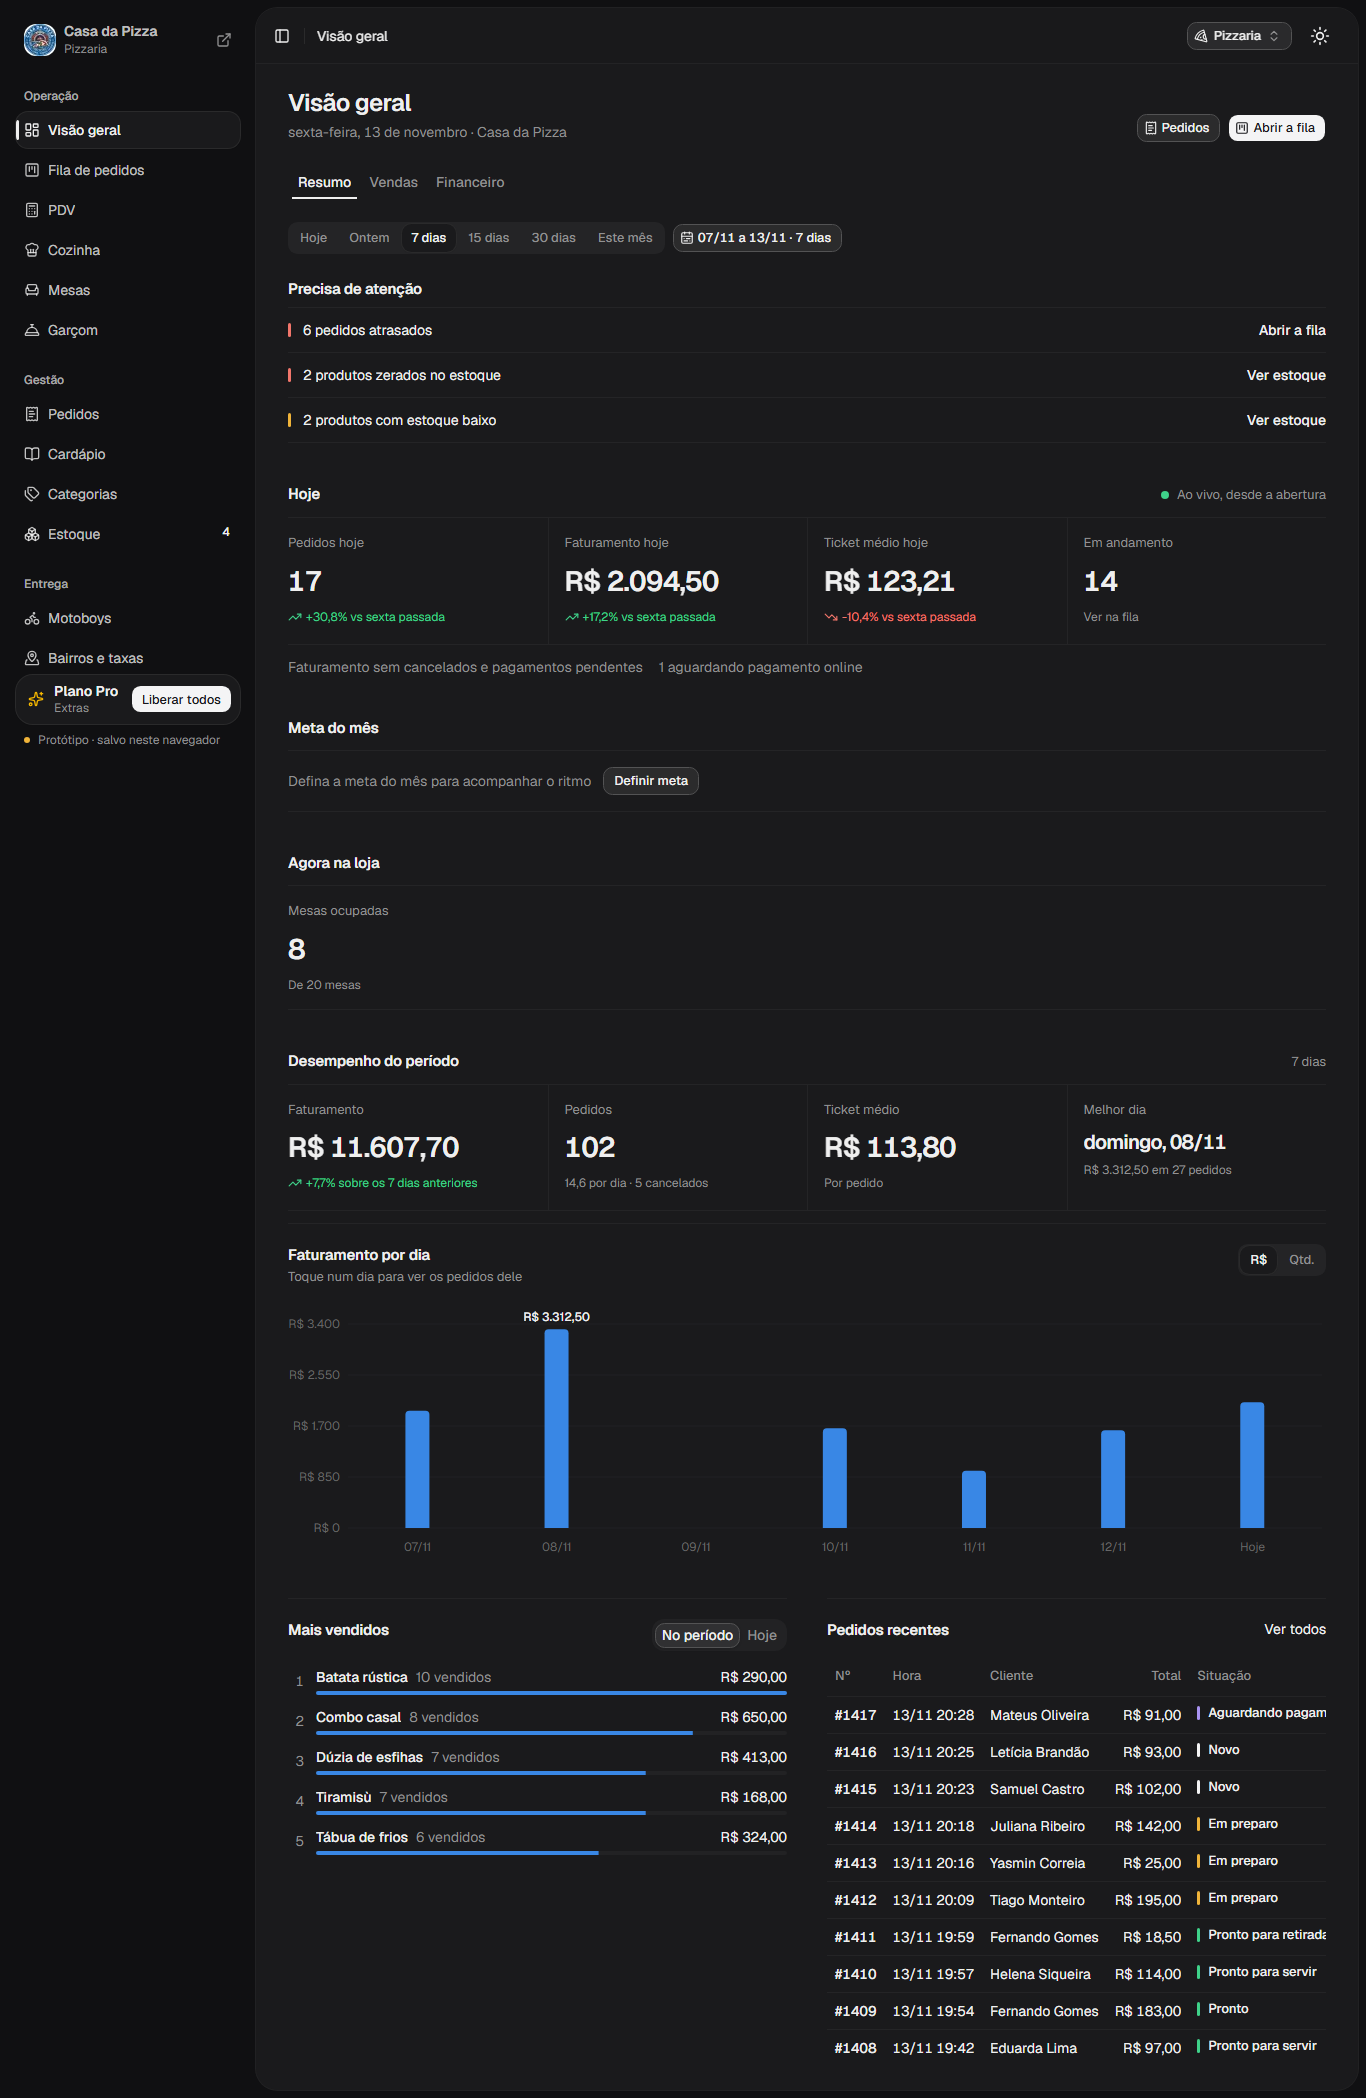 Casa da Pizza
Pizzaria
Operação
Visão geral
Fila de pedidos
PDV
Cozinha
Mesas
Garçom
Gestão
Pedidos
Cardápio
Categorias
Estoque 4
Entrega
Motoboys
Bairros e taxas
Plano Pro
Extras
Liberar todos
Protótipo · salvo neste navegador
Visão geral
Pizzaria
Visão geral
sexta-feira, 13 de novembro · Casa da Pizza
Pedidos Abrir a fila
Resumo Vendas Financeiro
Hoje Ontem 7 dias 15 dias 30 dias Este mês 07/11 a 13/11 · 7 dias
Precisa de atenção
6 pedidos atrasados Abrir a fila
2 produtos zerados no estoque Ver estoque
2 produtos com estoque baixo Ver estoque
Hoje Ao vivo, desde a abertura
Pedidos hoje Faturamento hoje Ticket médio hoje Em andamento
17 R$ 2.094,50 R$ 123,21 14
+30,8% vs sexta passada +17,2% vs sexta passada -10,4% vs sexta passada Ver na fila
Faturamento sem cancelados e pagamentos pendentes 1 aguardando pagamento online
Meta do mês
Defina a meta do mês para acompanhar o ritmo Definir meta
Agora na loja
Mesas ocupadas
8
De 20 mesas
Desempenho do período 7 dias
Faturamento Pedidos Ticket médio Melhor dia
R$ 11.607,70 102 R$ 113,80 domingo, 08/11
+7,7% sobre os 7 dias anteriores 14,6 por dia · 5 cancelados Por pedido R$ 3.312,50 em 27 pedidos
Faturamento por dia R$ Qtd.
Toque num dia para ver os pedidos dele
R$ 3.312,50
R$ 3.400
R$ 2.550
R$ 1.700
R$ 850
R$ 0
07/11 08/11 09/11 10/11 11/11 12/11 Hoje
Mais vendidos No período Hoje
1 Batata rústica 10 vendidos R$ 290,00
2 Combo casal 8 vendidos R$ 650,00
3 Dúzia de esfihas 7 vendidos R$ 413,00
4 Tiramisù 7 vendidos R$ 168,00
5 Tábua de frios 6 vendidos R$ 324,00
Pedidos recentes Ver todos
Nº Hora Cliente Total Situação
#1417 13/11 20:28 Mateus Oliveira R$ 91,00 Aguardando pagam
#1416 13/11 20:25 Letícia Brandão R$ 93,00 Novo
#1415 13/11 20:23 Samuel Castro R$ 102,00 Novo
#1414 13/11 20:18 Juliana Ribeiro R$ 142,00 Em preparo
#1413 13/11 20:16 Yasmin Correia R$ 25,00 Em preparo
#1412 13/11 20:09 Tiago Monteiro R$ 195,00 Em preparo
#1411 13/11 19:59 Fernando Gomes R$ 18,50 Pronto para retirada
#1410 13/11 19:57 Helena Siqueira R$ 114,00 Pronto para servir
#1409 13/11 19:54 Fernando Gomes R$ 183,00 Pronto
#1408 13/11 19:42 Eduarda Lima R$ 97,00 Pronto para servir